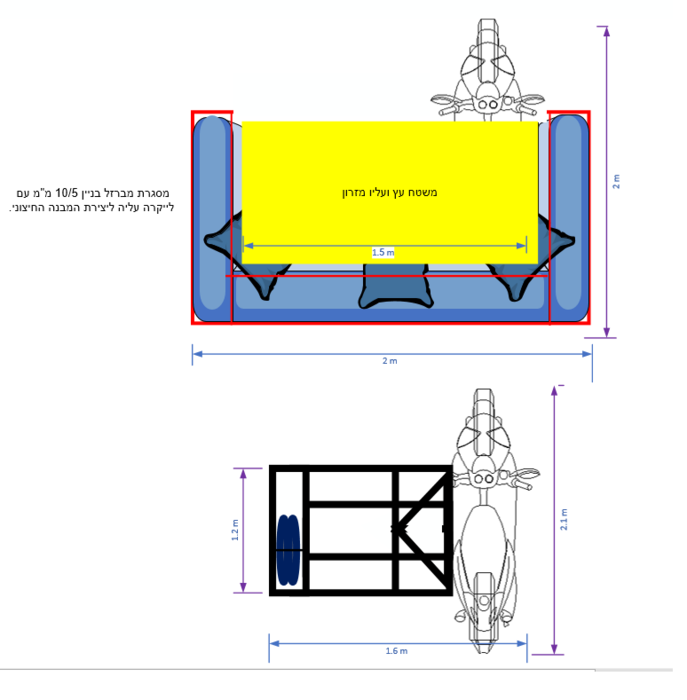 2 m
משטח עץ ועליו מזרון
מסגרת מברזל בניין 10/5 מ"מ עם
לייקרה עליה ליצירת המבנה החיצוני.
1.5 m
2 m
1.2 m
2.1 m
1.6 m